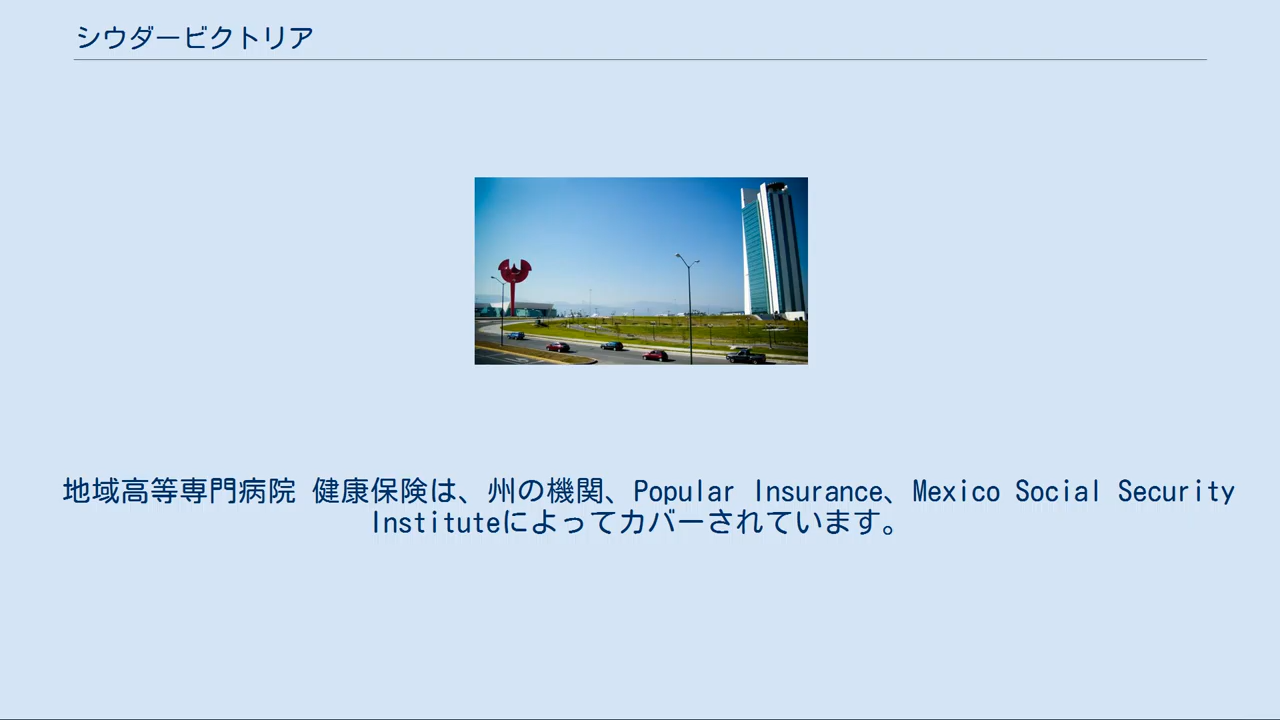 シウダービクトリア
地域高等専門病院 健康保険は、州の機関、Popular Insurance、Mexico Social Security
Instituteによってカバーされています。